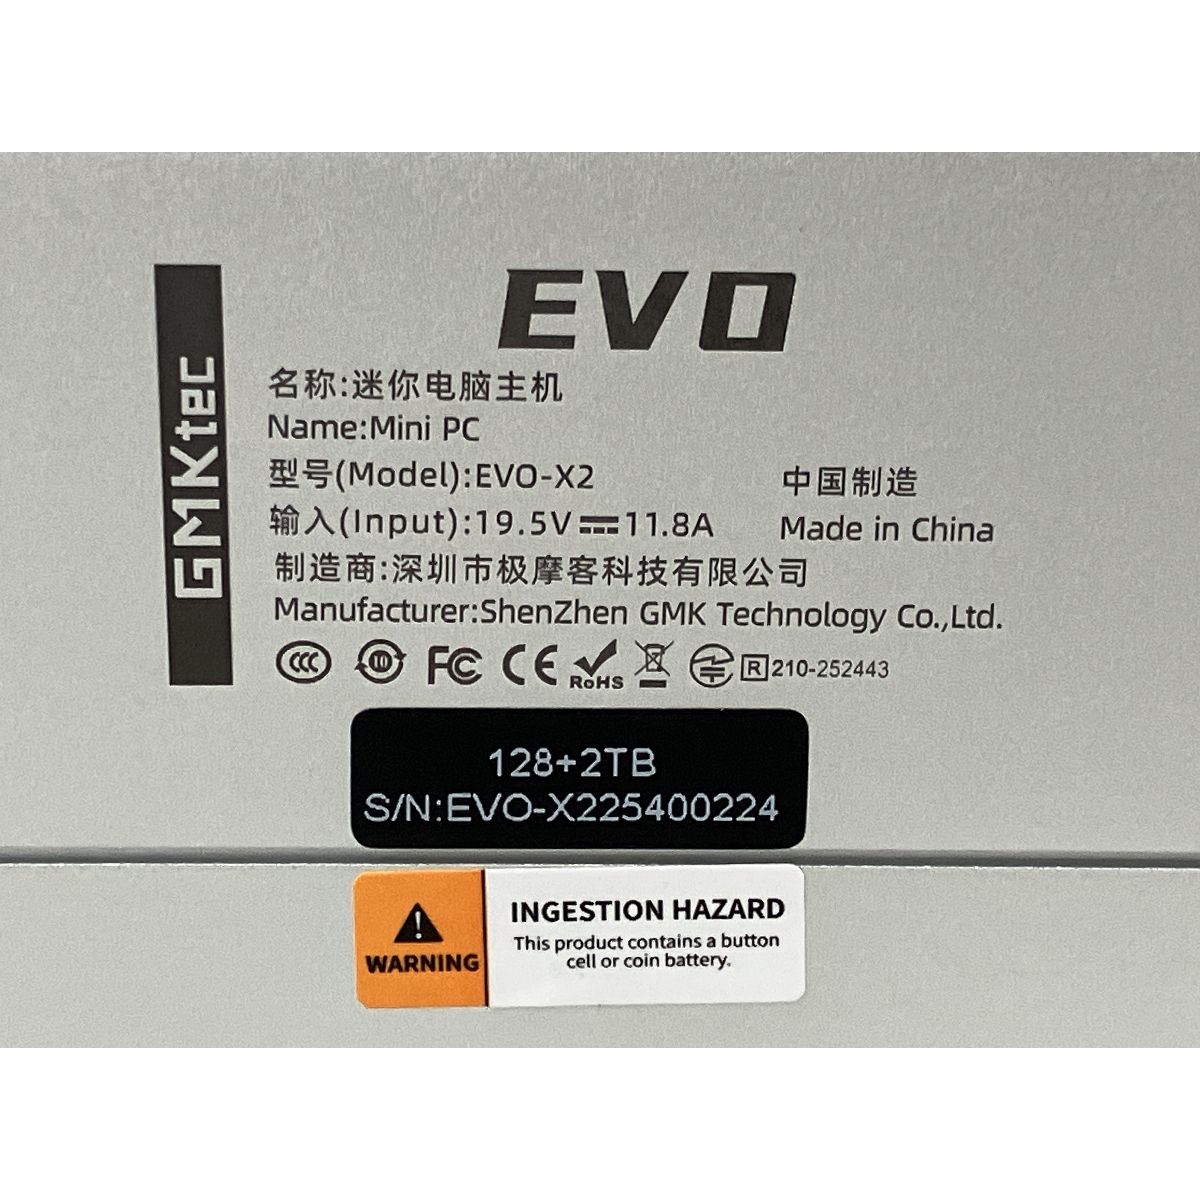 GMKtec
EVO
名称:迷你电脑主机
Name:Mini PC
型号(Model):EVO-X2
输入(Input):19.5V⎓11.8A
中国制造
Made in China
制造商:深圳市极摩客科技有限公司
Manufacturer:ShenZhen GMK Technology Co.,Ltd.
CCC 10 FC CE RoHS R 210-252443
128+2TB
S/N:EVO-X225400224
WARNING
INGESTION HAZARD
This product contains a button
cell or coin battery.